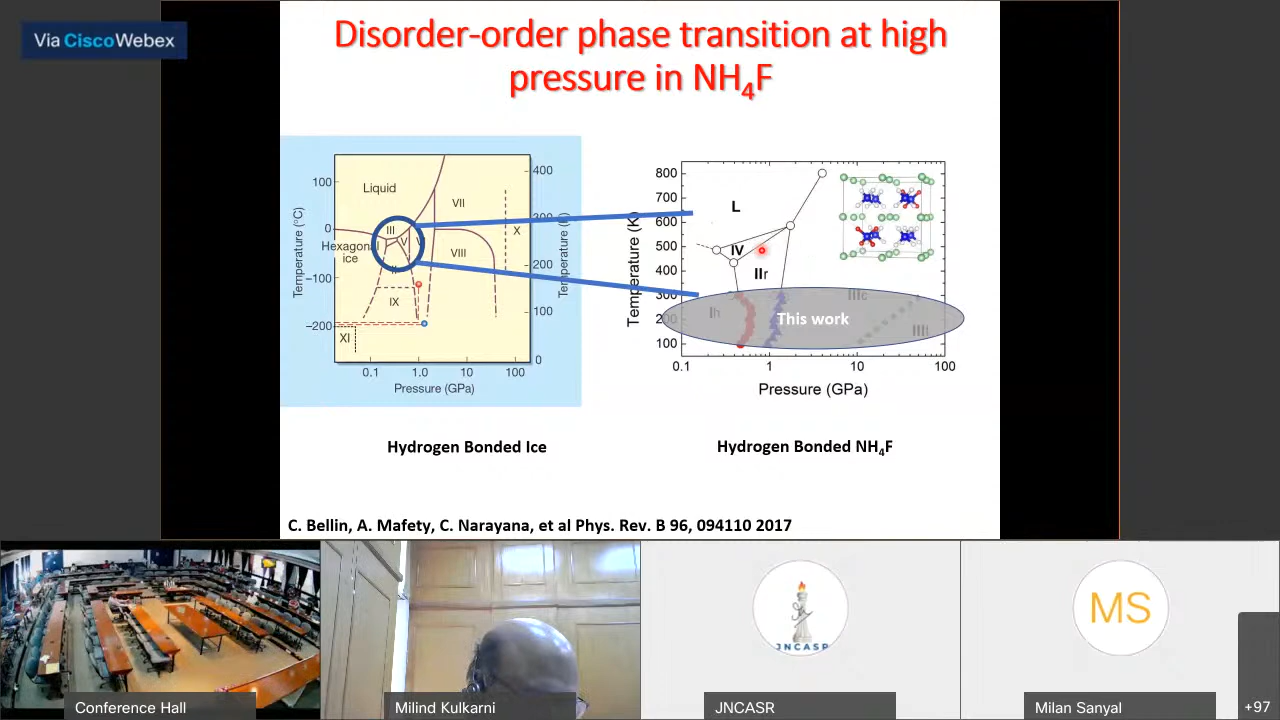 Via Cisco Webex
Disorder-order phase transition at high
pressure in NH₄F
100
0
−100
−200
Temperature (°C)
Liquid
VII
III
V
Hexagonal
ice
II
VIII
X
IX
XI
400
300
200
100
0
Temperature (K)
0.1
1.0
10
100
Pressure (GPa)
800
700
600
500
400
300
200
100
Temperature (K)
L
IV
IIr
Ih
IIIc
This work
0.1
1
10
100
Pressure (GPa)
Hydrogen Bonded Ice
Hydrogen Bonded NH₄F
C. Bellin, A. Mafety, C. Narayana, et al Phys. Rev. B 96, 094110 2017
JNCASR
MS
Conference Hall
Milind Kulkarni
JNCASR
Milan Sanyal
+97